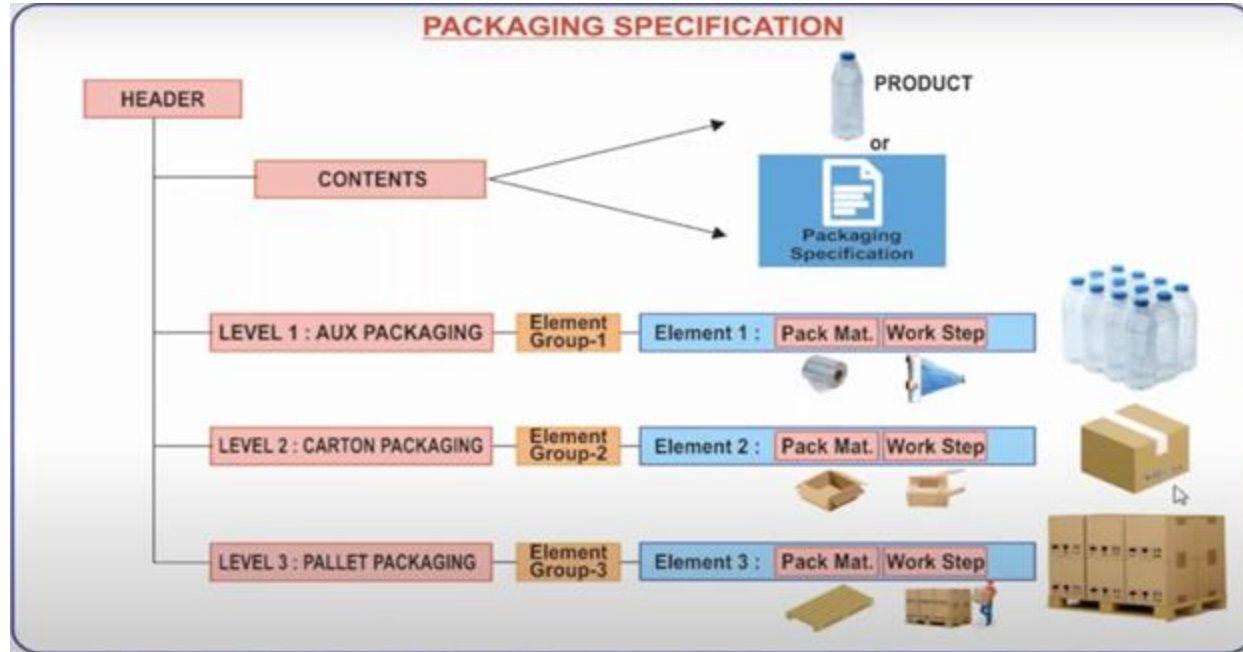 PACKAGING SPECIFICATION
HEADER
PRODUCT
or
CONTENTS
Packaging
Specification
LEVEL 1 : AUX PACKAGING
Element
Group-1
Element 1 :
Pack Mat.
Work Step
LEVEL 2 : CARTON PACKAGING
Element
Group-2
Element 2 :
Pack Mat.
Work Step
LEVEL 3 : PALLET PACKAGING
Element
Group-3
Element 3 :
Pack Mat.
Work Step